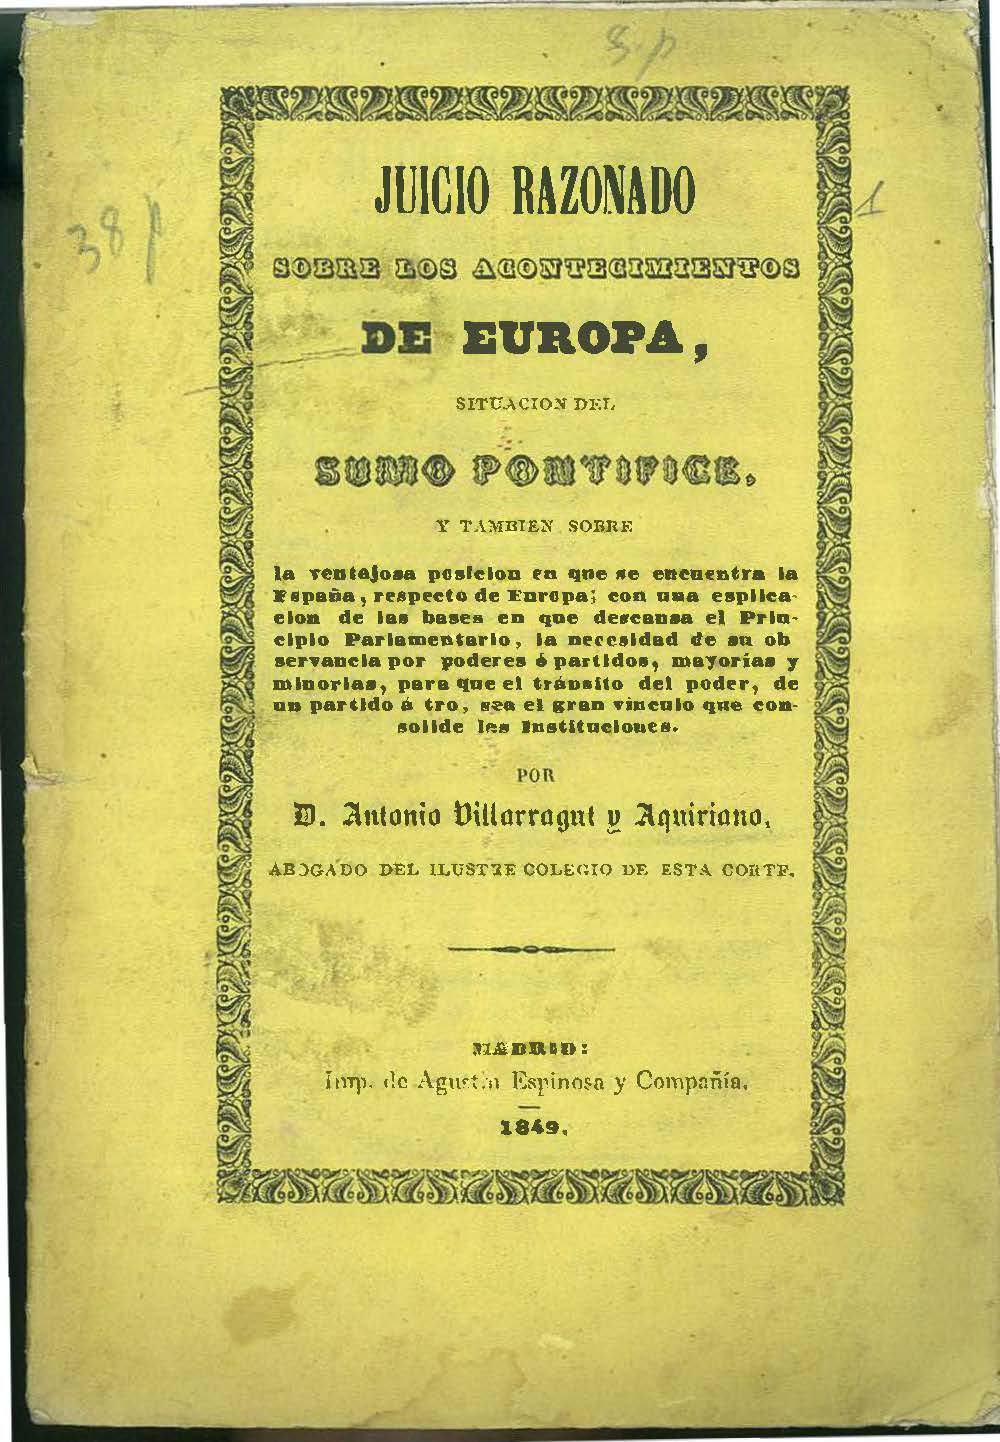 38 p
1
JUICIO RAZONADO
SOBRE LOS ACONTECIMIENTOS
DE EUROPA,
SITUACION DEL
SUMO PONTIFICE,
Y TAMBIEN SOBRE
la ventajosa posicion en que se encuentra la
España, respecto de Europa; con una esplica-
cion de las bases en que descansa el Prin-
cipio Parlamentario, la necesidad de su ob
servancia por poderes ó partidos, mayorías y
minorias, para que el tránsito del poder, de
un partido á tro, sea el gran vinculo que con-
solide las Instituciones.
POR
D. Antonio Villarragut y Aquiriano,
ABOGADO DEL ILUSTRE COLEGIO DE ESTA CORTE.
MADRID:
Imp. de Agustin Espinosa y Compañía.
1849.